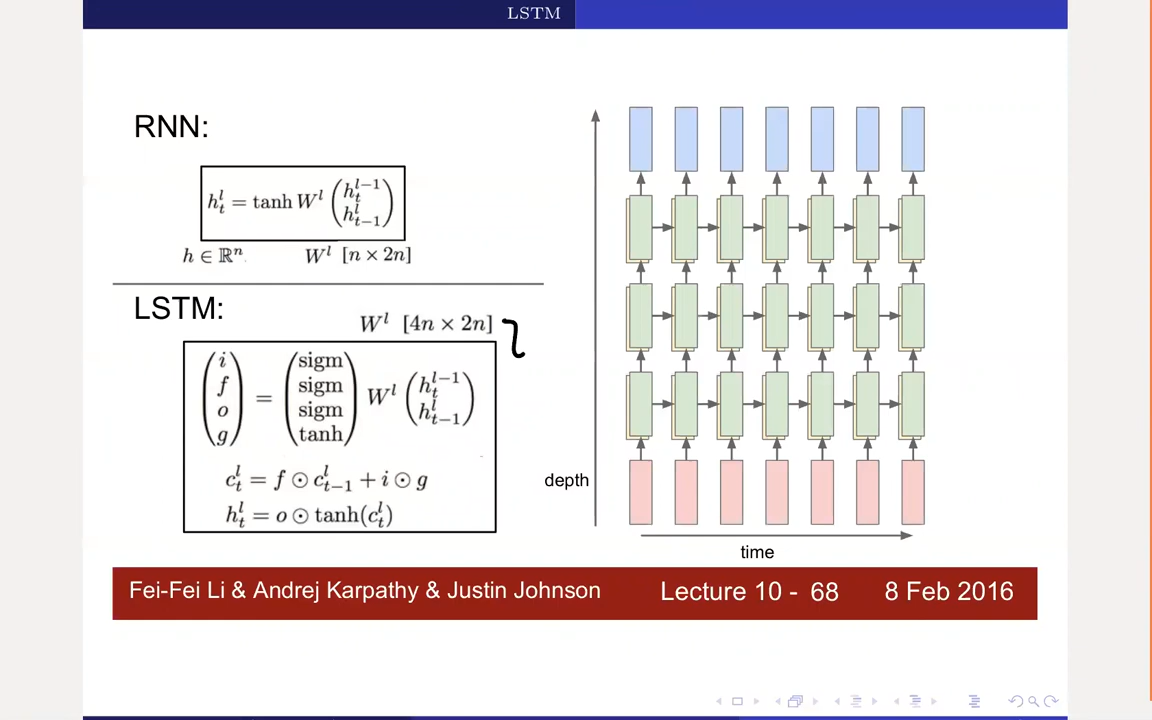 LSTM
RNN:
h_t^l = tanh W^l (h_t^{l-1}
h_{t-1}^l)
h ∈ ℝ^n. W^l [n × 2n]
LSTM:
W^l [4n × 2n]
(i
f
o
g) = (sigm
sigm
sigm
tanh) W^l (h_t^{l-1}
h_{t-1}^l)
c_t^l = f ⊙ c_{t-1}^l + i ⊙ g
h_t^l = o ⊙ tanh(c_t^l)
depth
time
Fei-Fei Li & Andrej Karpathy & Justin Johnson Lecture 10 - 68 8 Feb 2016